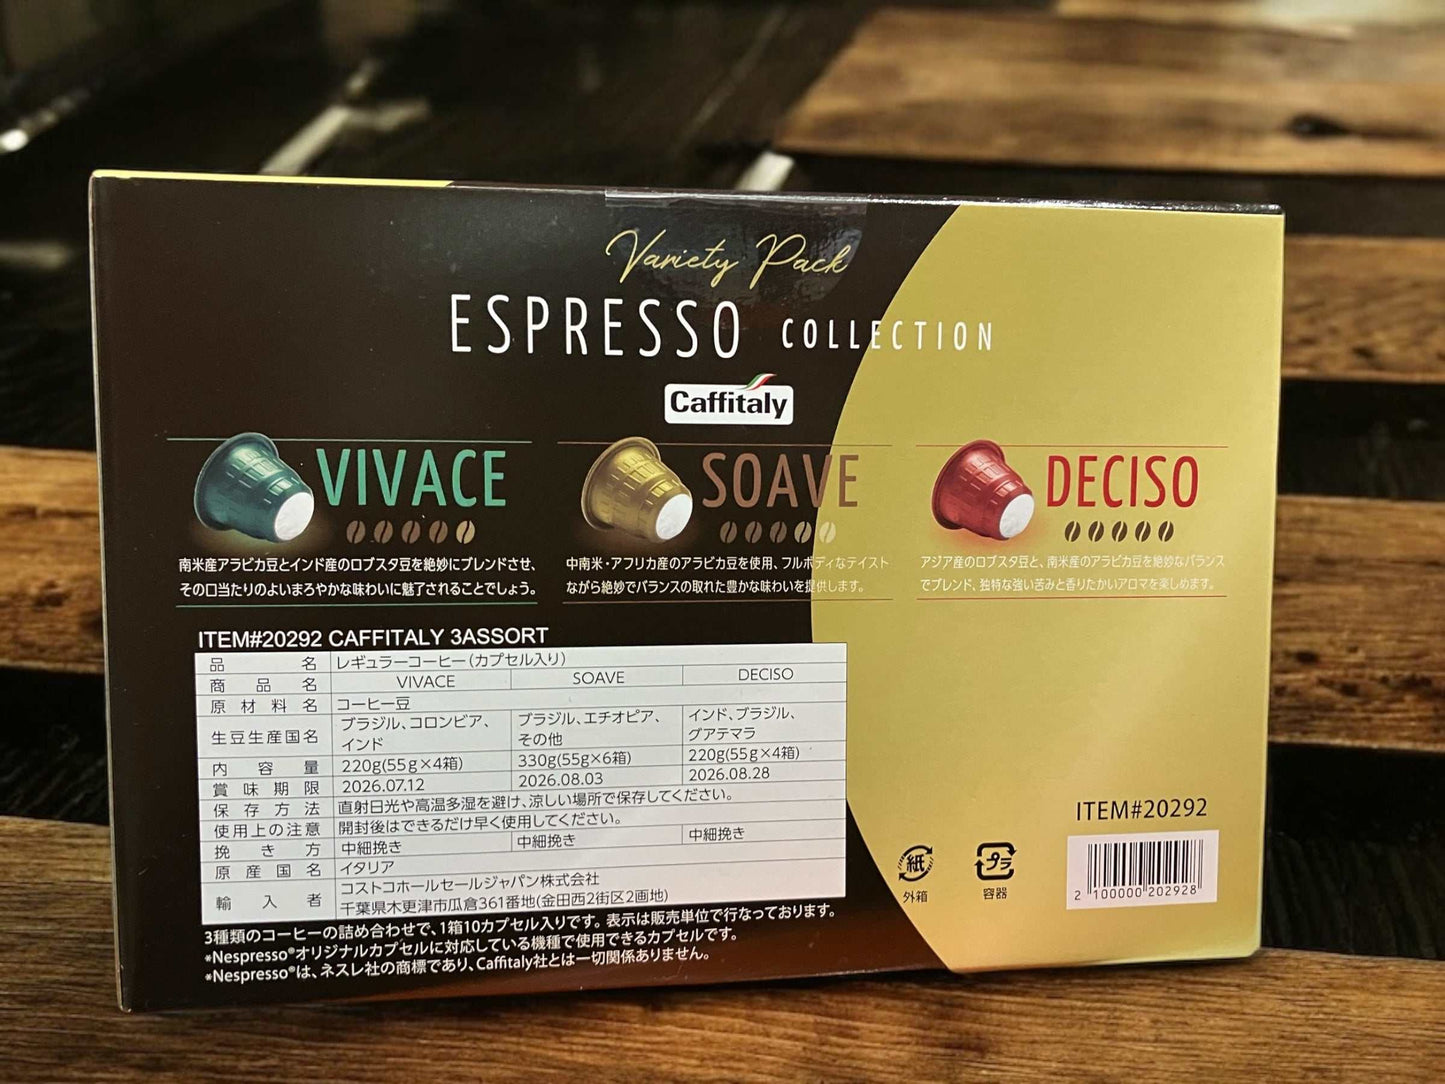 Variety Pack
ESPRESSO COLLECTION
Caffitaly
VIVACE
南米産アラビカ豆とインド産のロブスタ豆を絶妙にブレンドさせ、
その口当たりのよいまろやかな味わいに魅了されることでしょう。
SOAVE
中南米・アフリカ産のアラビカ豆を使用、フルボディなテイスト
ながら絶妙でバランスの取れた豊かな味わいを提供します。
DECISO
アジア産のロブスタ豆と、南米産のアラビカ豆を絶妙なバランス
でブレンド、独特な強い苦みと香りたかいアロマを楽しめます。
ITEM#20292 CAFFITALY 3ASSORT
品名 レギュラーコーヒー(カプセル入り)
商品名 VIVACE SOAVE DECISO
原材料名 コーヒー豆
生豆生産国名 ブラジル、コロンビア、 ブラジル、エチオピア、 インド、ブラジル、
インド その他 グアテマラ
内容量 220g(55g×4箱) 330g(55g×6箱) 220g(55g×4箱)
賞味期限 2026.07.12 2026.08.03 2026.08.28
保存方法 直射日光や高温多湿を避け、涼しい場所で保存してください。
使用上の注意 開封後はできるだけ早く使用してください。
挽き方 中細挽き 中細挽き 中細挽き
原産国名 イタリア
輸入者 コストコホールセールジャパン株式会社
千葉県木更津市瓜倉361番地(金田西2街区2画地)
3種類のコーヒーの詰め合わせで、1箱10カプセル入りです。表示は販売単位で行なっております。
*Nespresso®オリジナルカプセルに対応している機種で使用できるカプセルです。
*Nespresso®は、ネスレ社の商標であり、Caffitaly社とは一切関係ありません。
紙
外箱
プラ
容器
ITEM#20292
2 100000 202928